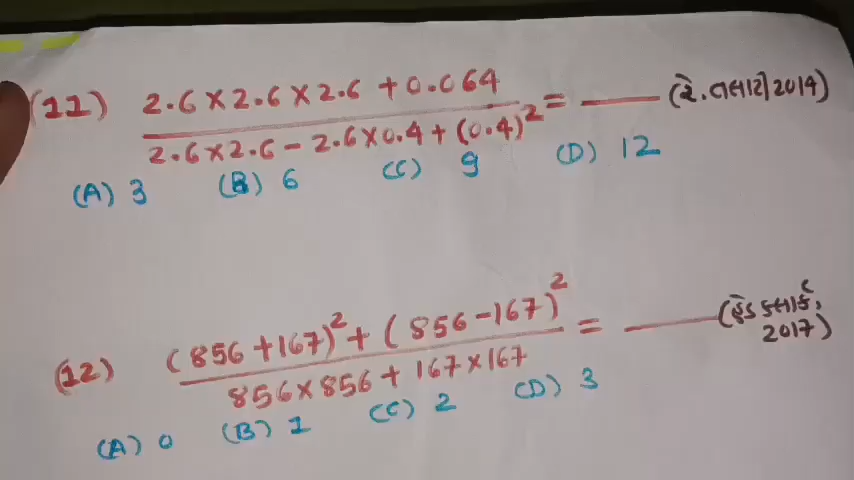 (11) 2.6×2.6×2.6+0.064
2.6×2.6-2.6×0.4+(0.4)² = ___ (રે. તલાટી 2014)
(A) 3 (B) 6 (C) 9 (D) 12
(12) (856+167)²+(856-167)²
856×856+167×167 = ___ (હેડ ક્લાર્ક, 2017)
(A) 0 (B) 1 (C) 2 (D) 3